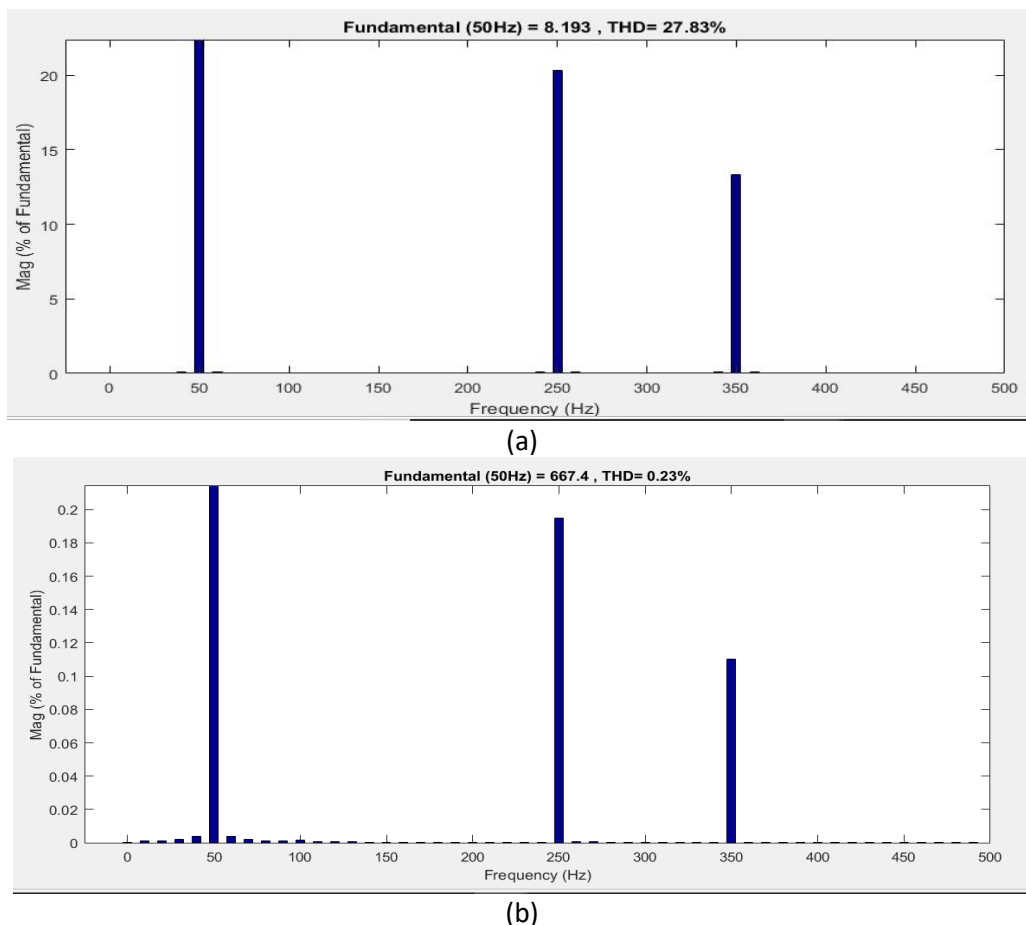 Fundamental (50Hz) = 8.193 , THD= 27.83%
Mag (% of Fundamental)
20
15
10
5
0
0 50 100 150 200 250 300 350 400 450 500
Frequency (Hz)
(a)
Fundamental (50Hz) = 667.4 , THD= 0.23%
Mag (% of Fundamental)
0.2
0.18
0.16
0.14
0.12
0.1
0.08
0.06
0.04
0.02
0
0 50 100 150 200 250 300 350 400 450 500
Frequency (Hz)
(b)